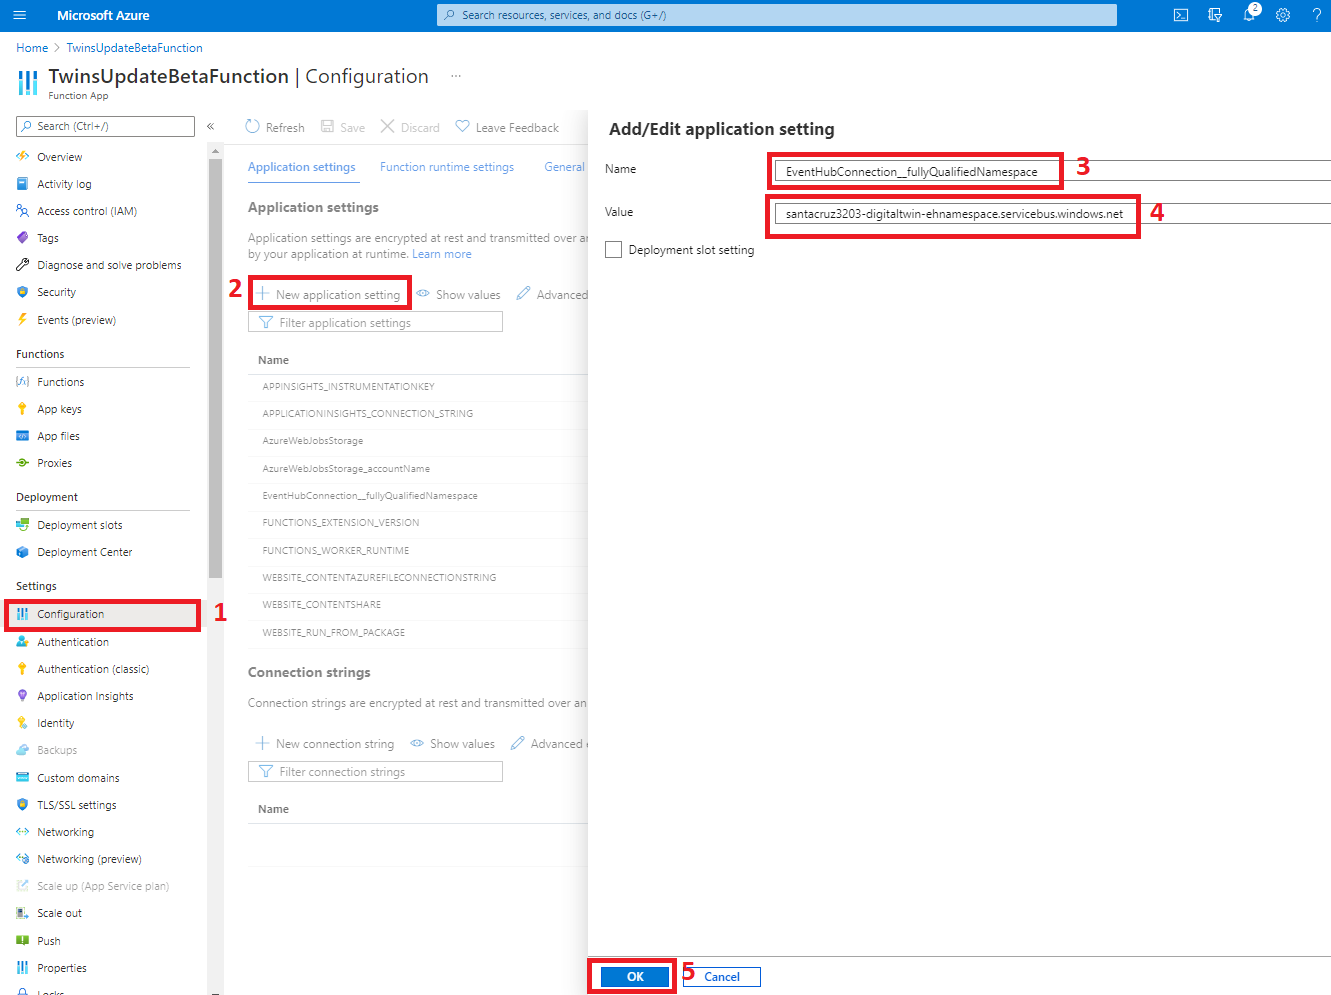 Microsoft Azure
Search resources, services, and docs (G+/)
2
Home > TwinsUpdateBetaFunction
TwinsUpdateBetaFunction | Configuration ...
Function App
Search (Ctrl+/)
«
Overview
Activity log
Access control (IAM)
Tags
Diagnose and solve problems
Security
Events (preview)
Functions
Functions
App keys
App files
Proxies
Deployment
Deployment slots
Deployment Center
Settings
Configuration
1
Authentication
Authentication (classic)
Application Insights
Identity
Backups
Custom domains
TLS/SSL settings
Networking
Networking (preview)
Scale up (App Service plan)
Scale out
Push
Properties
Locks
Refresh Save Discard Leave Feedback
Application settings Function runtime settings General
Application settings
Application settings are encrypted at rest and transmitted over an
by your application at runtime. Learn more
2
New application setting Show values Advanced
Filter application settings
Name
APPINSIGHTS_INSTRUMENTATIONKEY
APPLICATIONINSIGHTS_CONNECTION_STRING
AzureWebJobsStorage
AzureWebJobsStorage_accountName
EventHubConnection__fullyQualifiedNamespace
FUNCTIONS_EXTENSION_VERSION
FUNCTIONS_WORKER_RUNTIME
WEBSITE_CONTENTAZUREFILECONNECTIONSTRING
WEBSITE_CONTENTSHARE
WEBSITE_RUN_FROM_PACKAGE
Connection strings
Connection strings are encrypted at rest and transmitted over an
New connection string Show values Advanced e
Filter connection strings
Name
Add/Edit application setting
Name
EventHubConnection__fullyQualifiedNamespace
3
Value
santacruz3203-digitaltwin-ehnamespace.servicebus.windows.net
4
Deployment slot setting
OK
5
Cancel